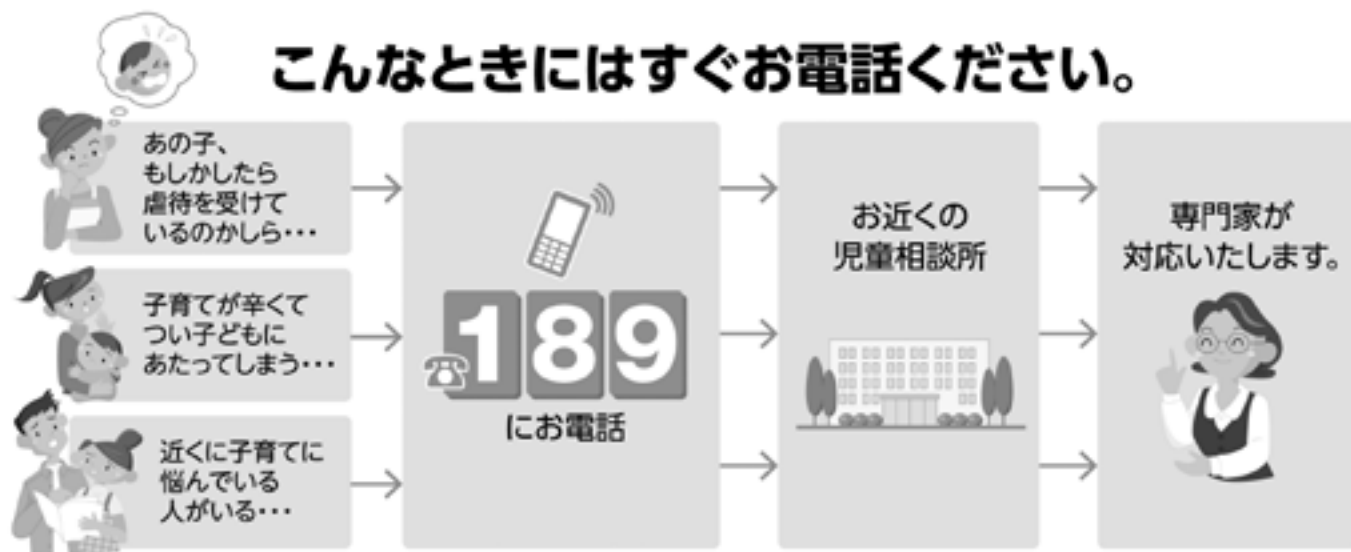 こんなときにはすぐお電話ください。
あの子、
もしかしたら
虐待を受けて
いるのかしら・・・
子育てが辛くて
つい子どもに
あたってしまう・・・
近くに子育てに
悩んでいる
人がいる・・・
189
にお電話
お近くの
児童相談所
専門家が
対応いたします。